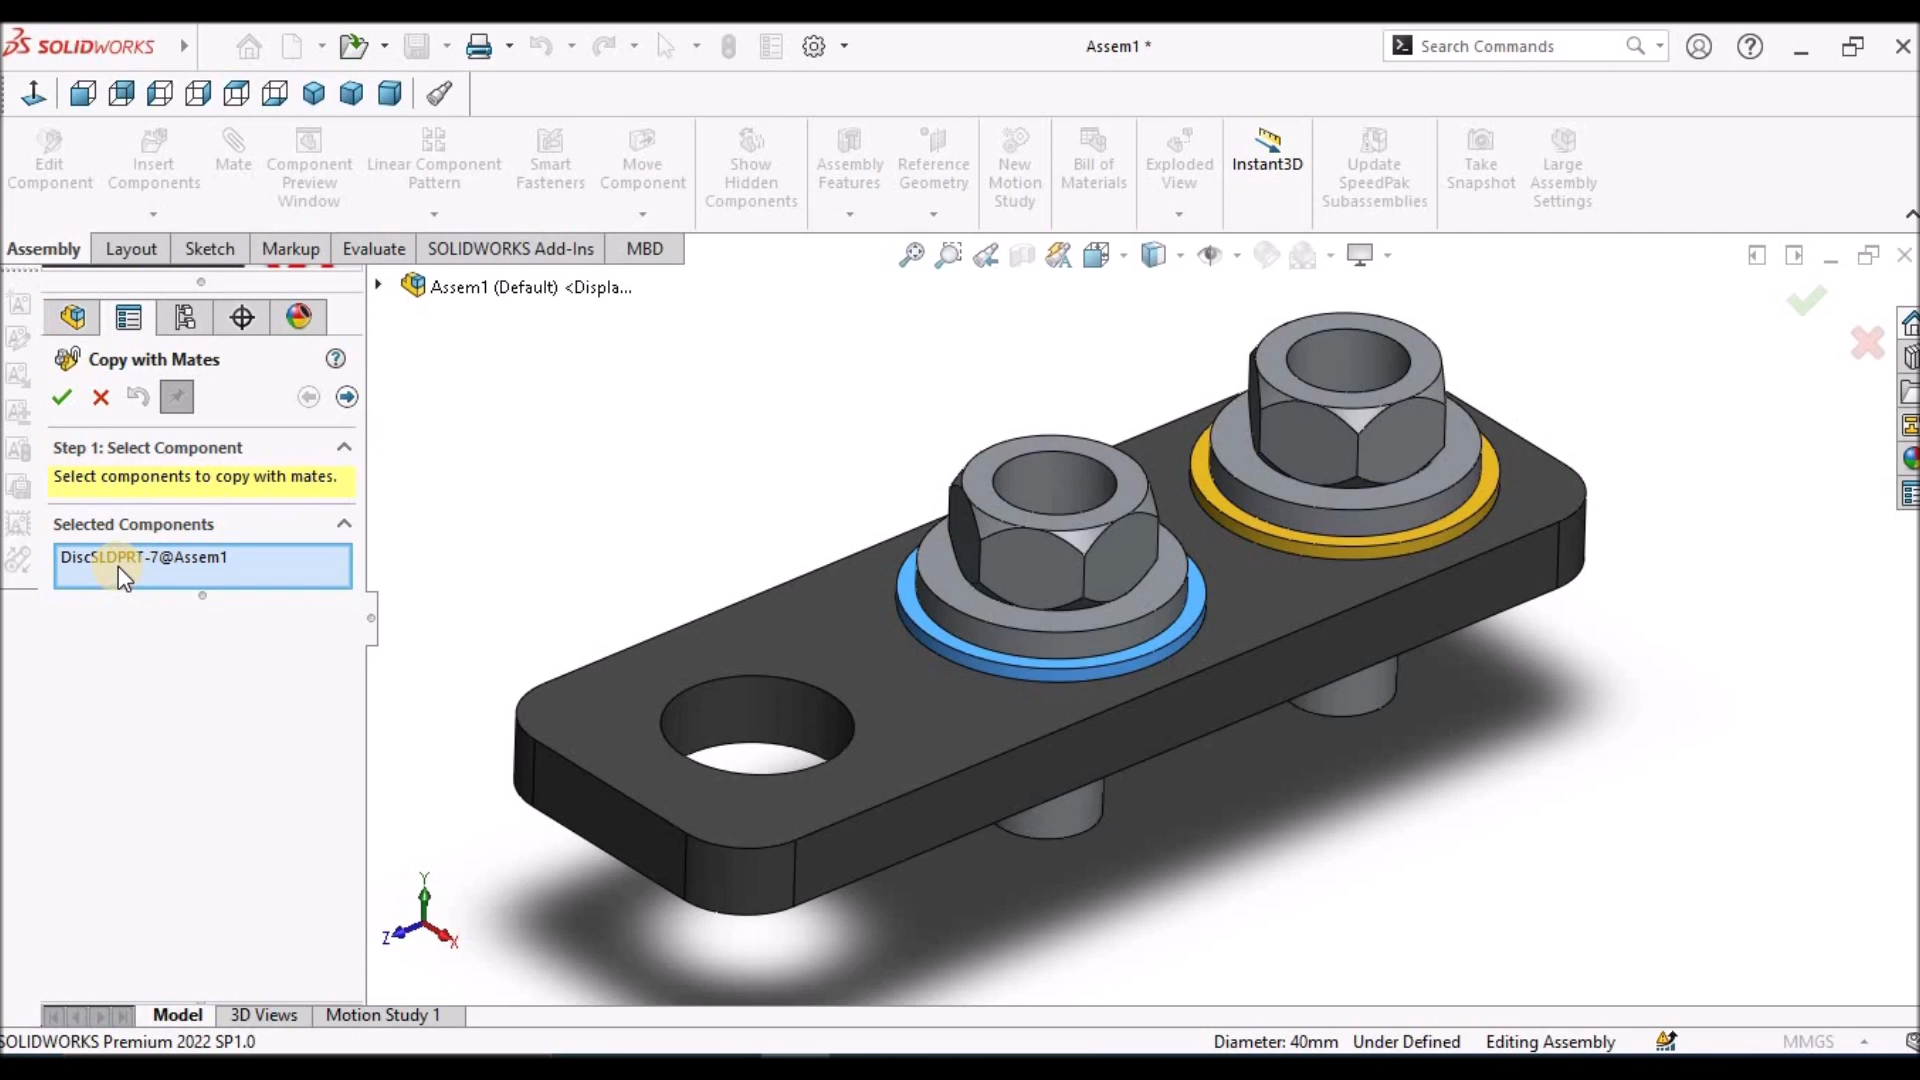 SOLIDWORKS
Assem1 *
Search Commands
Edit Component
Insert Components
Mate
Component Preview Window
Linear Component Pattern
Smart Fasteners
Move Component
Show Hidden Components
Assembly Features
Reference Geometry
New Motion Study
Bill of Materials
Exploded View
Instant3D
Update SpeedPak Subassemblies
Take Snapshot
Large Assembly Settings
Assembly
Layout
Sketch
Markup
Evaluate
SOLIDWORKS Add-Ins
MBD
Assem1 (Default) <Displa...
Copy with Mates
Step 1: Select Component
Select components to copy with mates.
Selected Components
DiscSLDPRT-7@Assem1
Y
Z
X
Model
3D Views
Motion Study 1
SOLIDWORKS Premium 2022 SP1.0
Diameter: 40mm
Under Defined
Editing Assembly
MMGS